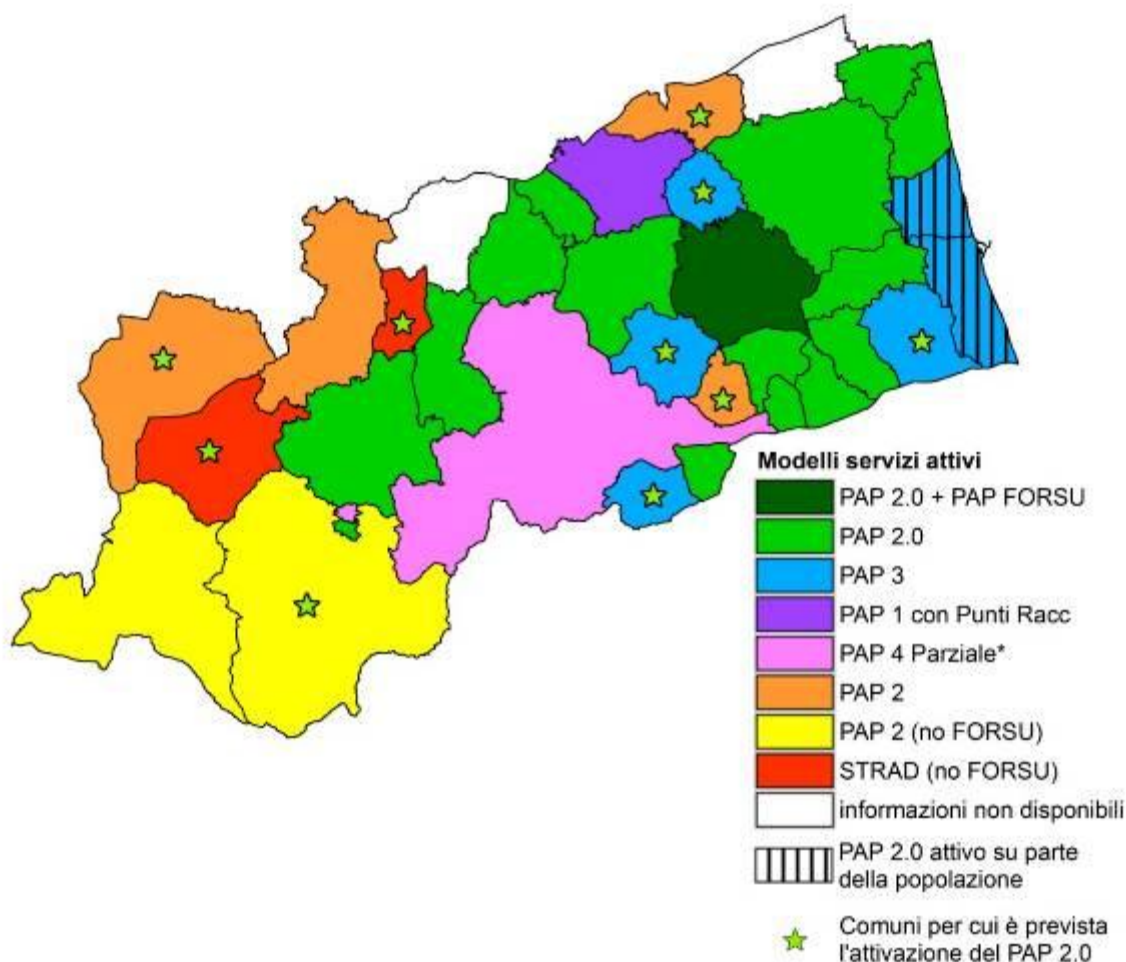 Modelli servizi attivi
PAP 2.0 + PAP FORSU
PAP 2.0
PAP 3
PAP 1 con Punti Racc
PAP 4 Parziale*
PAP 2
PAP 2 (no FORSU)
STRAD (no FORSU)
informazioni non disponibili
PAP 2.0 attivo su parte
della popolazione
Comuni per cui è prevista
l'attivazione del PAP 2.0